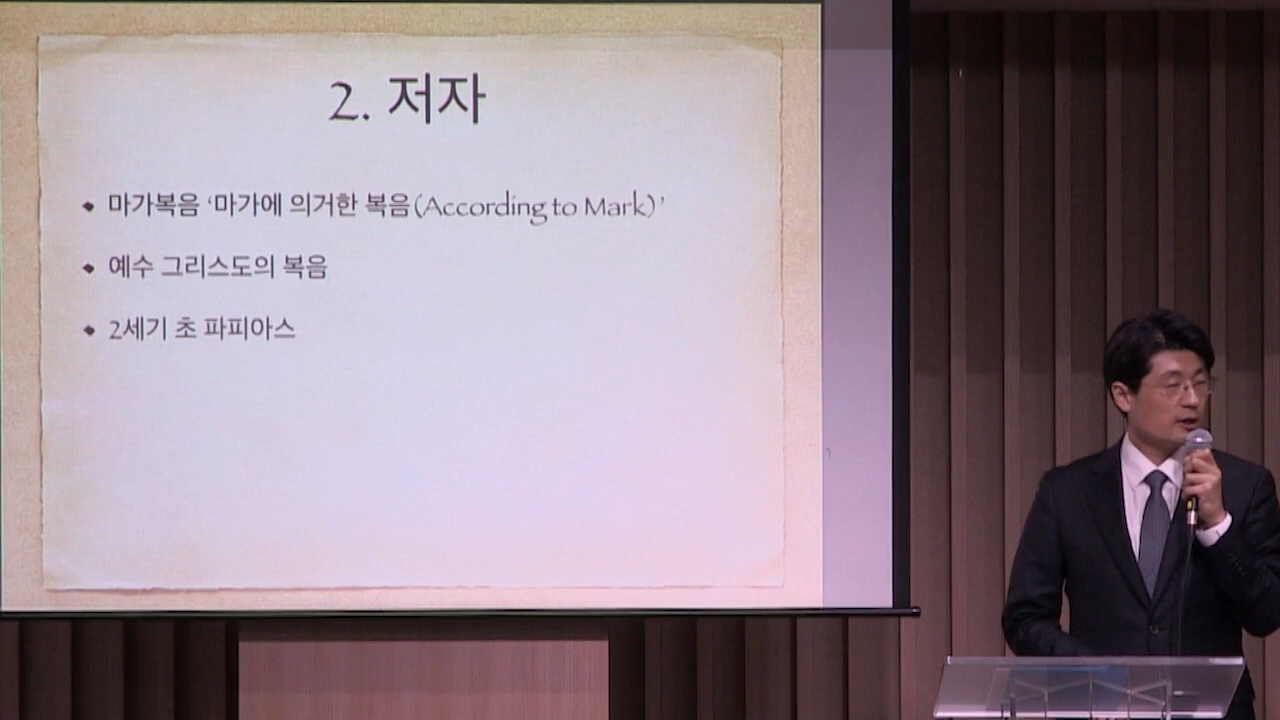 2. 저자
마가복음 ‘마가에 의거한 복음(According to Mark)’
예수 그리스도의 복음
2세기 초 파피아스